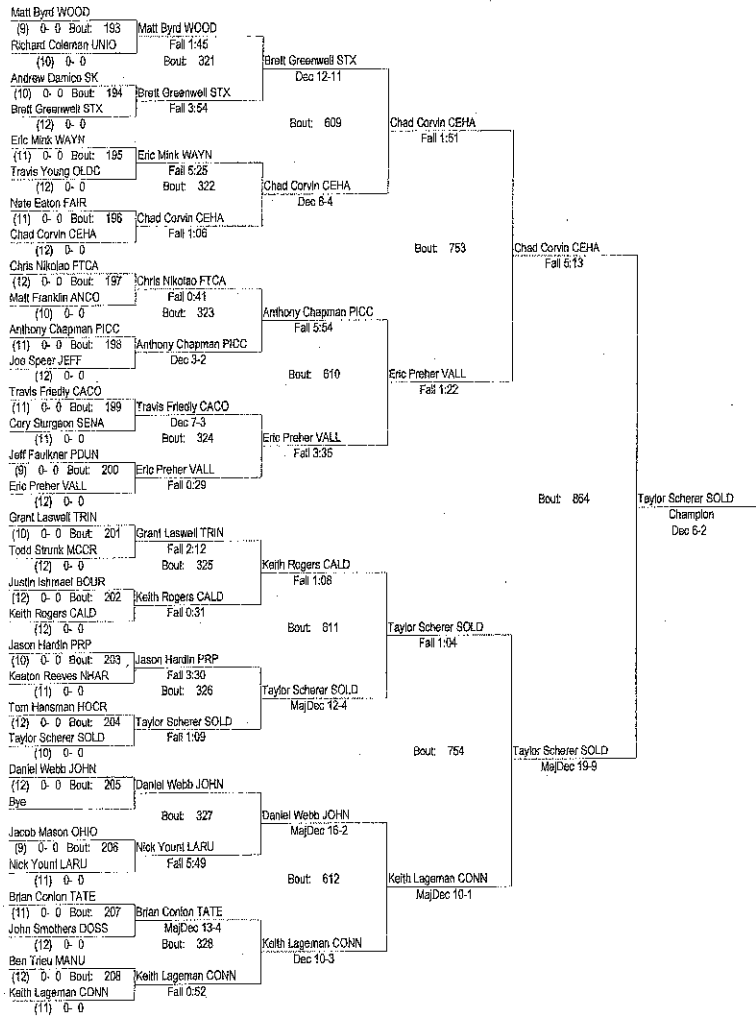 Matt Byrd WOOD
(9) 0- 0 Bout: 193
Richard Coleman UNIO
(10) 0- 0
Andrew Damico SK
(10) 0- 0 Bout: 194
Brett Greenwell STX
(12) 0- 0
Eric Mink WAYN
(11) 0- 0 Bout: 195
Travis Young OLDC
(12) 0- 0
Nate Eaton FAIR
(11) 0- 0 Bout: 196
Chad Corvin CEHA
(12) 0- 0
Chris Nikolao FTCA
(12) 0- 0 Bout: 197
Matt Franklin ANCO
(10) 0- 0
Anthony Chapman PICC
(11) 0- 0 Bout: 198
Joe Speer JEFF
(12) 0- 0
Travis Friedly CACO
(11) 0- 0 Bout: 199
Cory Sturgeon SENA
(11) 0- 0
Jeff Faulkner PDUN
(9) 0- 0 Bout: 200
Eric Preher VALL
(12) 0- 0
Grant Laswell TRIN
(10) 0- 0 Bout: 201
Todd Strunk MCCR
(12) 0- 0
Justin Ishmael BOUR
(12) 0- 0 Bout: 202
Keith Rogers CALD
(12) 0- 0
Jason Hardin PRP
(10) 0- 0 Bout: 203
Keaton Reeves NHAR
(11) 0- 0
Tom Hansman HOCR
(12) 0- 0 Bout: 204
Taylor Scherer SOLD
(10) 0- 0
Daniel Webb JOHN
(12) 0- 0 Bout: 205
Bye
Jacob Mason OHIO
(9) 0- 0 Bout: 206
Nick Yount LARU
(11) 0- 0
Brian Conlon TATE
(11) 0- 0 Bout: 207
John Smothers DOSS
(12) 0- 0
Ben Trieu MANU
(12) 0- 0 Bout: 208
Keith Lageman CONN
(11) 0- 0
Matt Byrd WOOD
Fall 1:45
Bout: 321
Brett Greenwell STX
Fall 3:54
Eric Mink WAYN
Fall 5:25
Bout: 322
Chad Corvin CEHA
Fall 1:06
Chris Nikolao FTCA
Fall 0:41
Bout: 323
Anthony Chapman PICC
Dec 3-2
Travis Friedly CACO
Dec 7-3
Bout: 324
Eric Preher VALL
Fall 0:29
Grant Laswell TRIN
Fall 2:12
Bout: 325
Keith Rogers CALD
Fall 0:31
Jason Hardin PRP
Fall 3:30
Bout: 326
Taylor Scherer SOLD
Fall 1:09
Daniel Webb JOHN
Bout: 327
Nick Yount LARU
Fall 5:49
Brian Conlon TATE
MajDec 13-4
Bout: 328
Keith Lageman CONN
Fall 0:52
Brett Greenwell STX
Dec 12-11
Bout: 609
Chad Corvin CEHA
Dec 6-4
Anthony Chapman PICC
Fall 5:54
Bout: 610
Eric Preher VALL
Fall 3:35
Keith Rogers CALD
Fall 1:08
Bout: 611
Taylor Scherer SOLD
MajDec 12-4
Daniel Webb JOHN
MajDec 16-2
Bout: 612
Keith Lageman CONN
Dec 10-3
Chad Corvin CEHA
Fall 1:51
Bout: 753
Eric Preher VALL
Fall 1:22
Taylor Scherer SOLD
Fall 1:04
Bout: 754
Keith Lageman CONN
MajDec 10-1
Chad Corvin CEHA
Fall 5:13
Bout: 864
Taylor Scherer SOLD
MajDec 19-9
Taylor Scherer SOLD
Champion
Dec 6-2